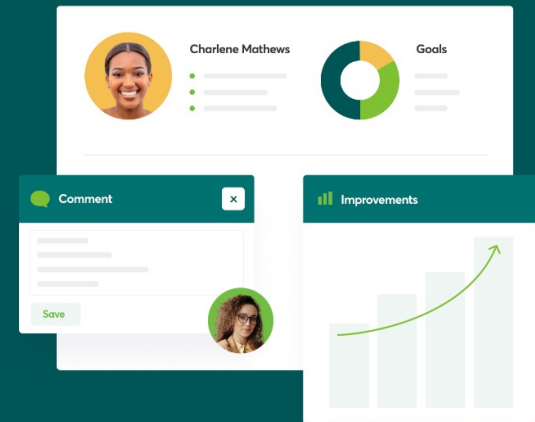 Charlene Mathews
Goals
Comment
×
Improvements
Save